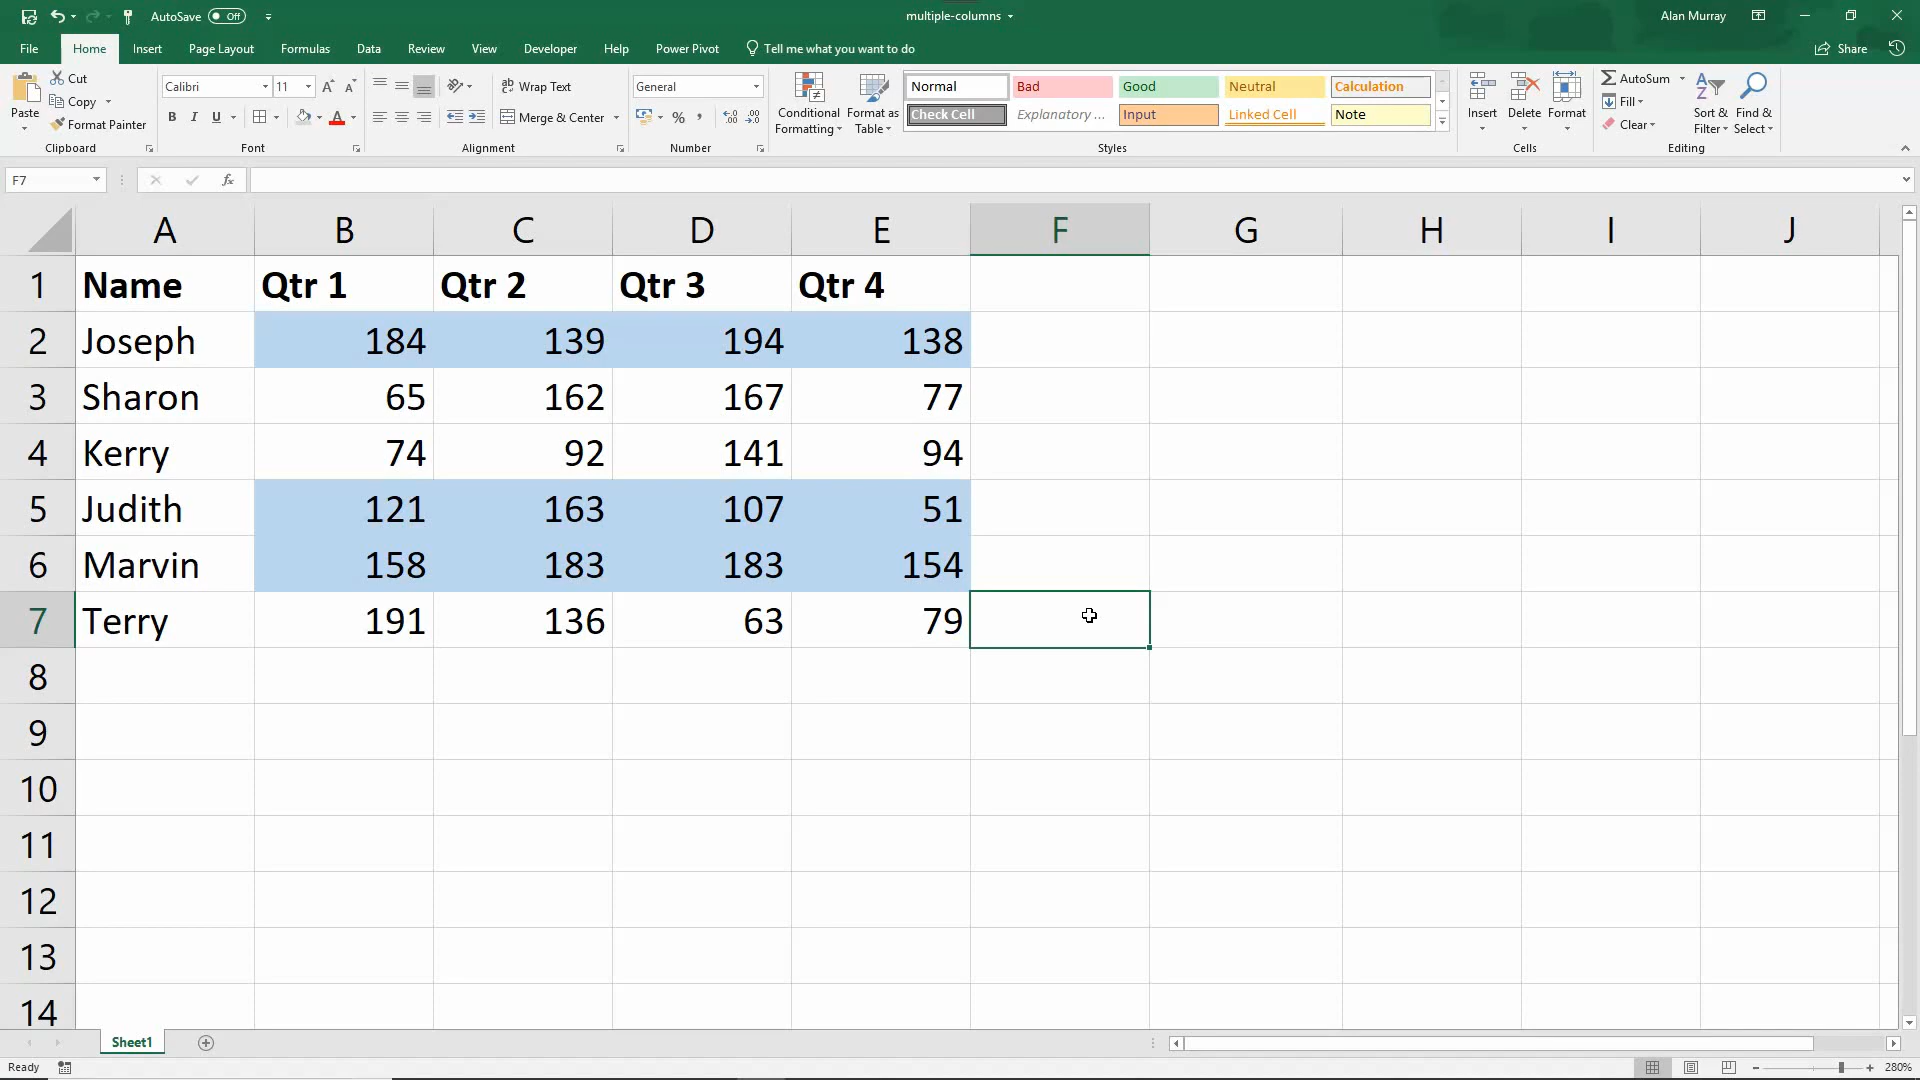 AutoSave Off multiple-columns Alan Murray
File Home Insert Page Layout Formulas Data Review View Developer Help Power Pivot Tell me what you want to do Share
Paste Cut Copy Format Painter Clipboard
Calibri 11 B I U A A A Font
ab Wrap Text Merge & Center Alignment
General % , Number
Conditional Formatting Format as Table
Normal Bad Good Neutral Calculation
Check Cell Explanatory ... Input Linked Cell Note
Styles
Insert Delete Format Cells
AutoSum Fill Clear Sort & Filter Find & Select Editing
F7 fx
A B C D E F G H I J
1 Name Qtr 1 Qtr 2 Qtr 3 Qtr 4
2 Joseph 184 139 194 138
3 Sharon 65 162 167 77
4 Kerry 74 92 141 94
5 Judith 121 163 107 51
6 Marvin 158 183 183 154
7 Terry 191 136 63 79
8
9
10
11
12
13
14
Sheet1
Ready 280%